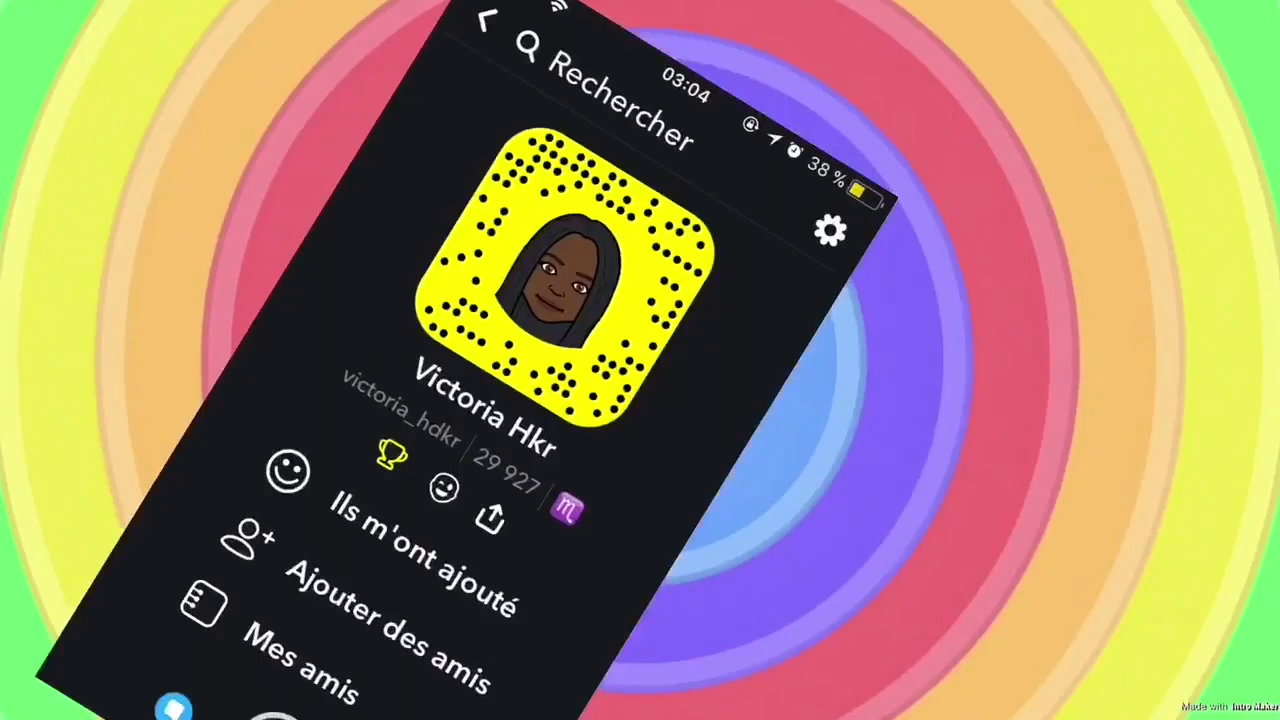 03:04
38 %
Rechercher
Victoria Hkr
victoria_hdkr | 29 927 | ♏
Ils m'ont ajouté
Ajouter des amis
Mes amis
Made with Intro Maker